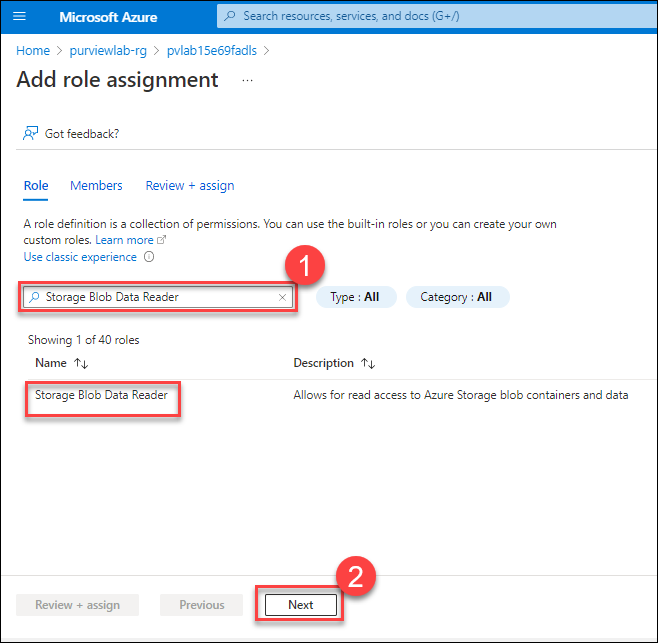 Microsoft Azure
Search resources, services, and docs (G+/)
Home > purviewlab-rg > pvlab15e69fadls >
Add role assignment ...
Got feedback?
Role Members Review + assign
A role definition is a collection of permissions. You can use the built-in roles or you can create your own
custom roles. Learn more
Use classic experience
1
Storage Blob Data Reader
Type : All
Category : All
Showing 1 of 40 roles
Name ↑↓ Description ↑↓
Storage Blob Data Reader Allows for read access to Azure Storage blob containers and data
2
Review + assign Previous Next